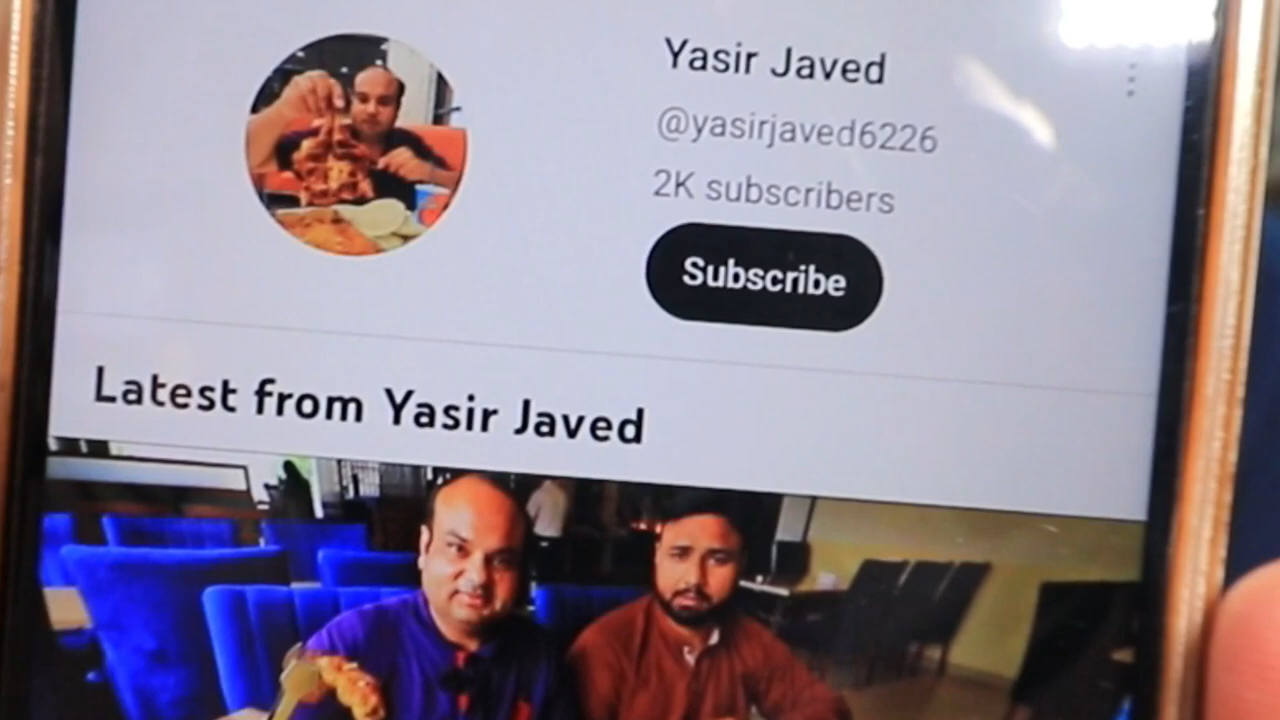 Yasir Javed
@yasirjaved6226
2K subscribers
Subscribe
Latest from Yasir Javed